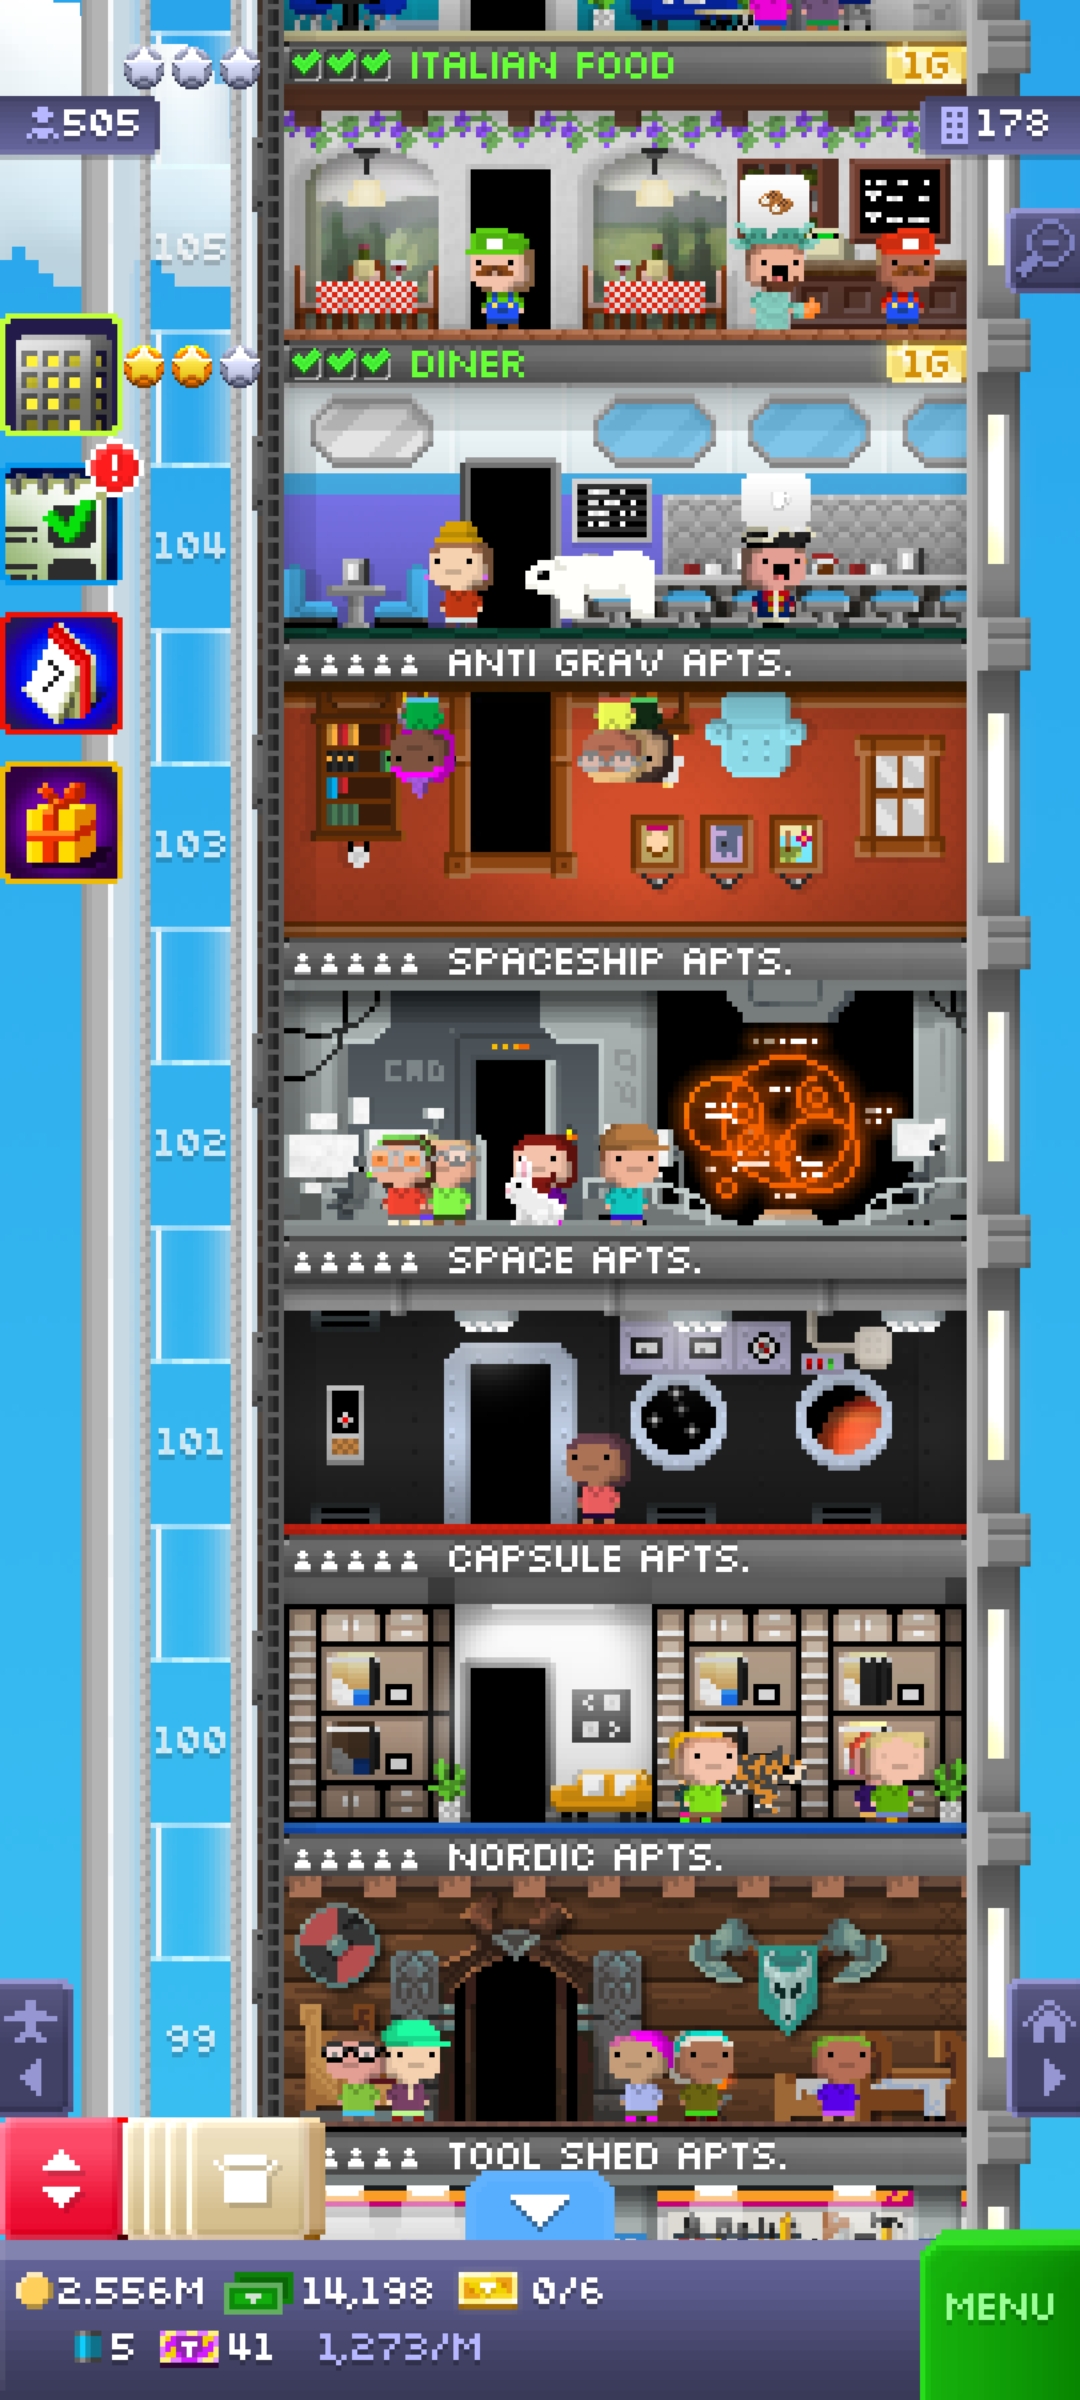 ITALIAN FOOD 1G
505
178
105
DINER 1G
104
ANTI GRAV APTS.
103
SPACESHIP APTS.
CAD
94
102
SPACE APTS.
101
CAPSULE APTS.
100
NORDIC APTS.
99
TOOL SHED APTS.
2.556M 14,198 0/6
MENU
5 41 1,273/M